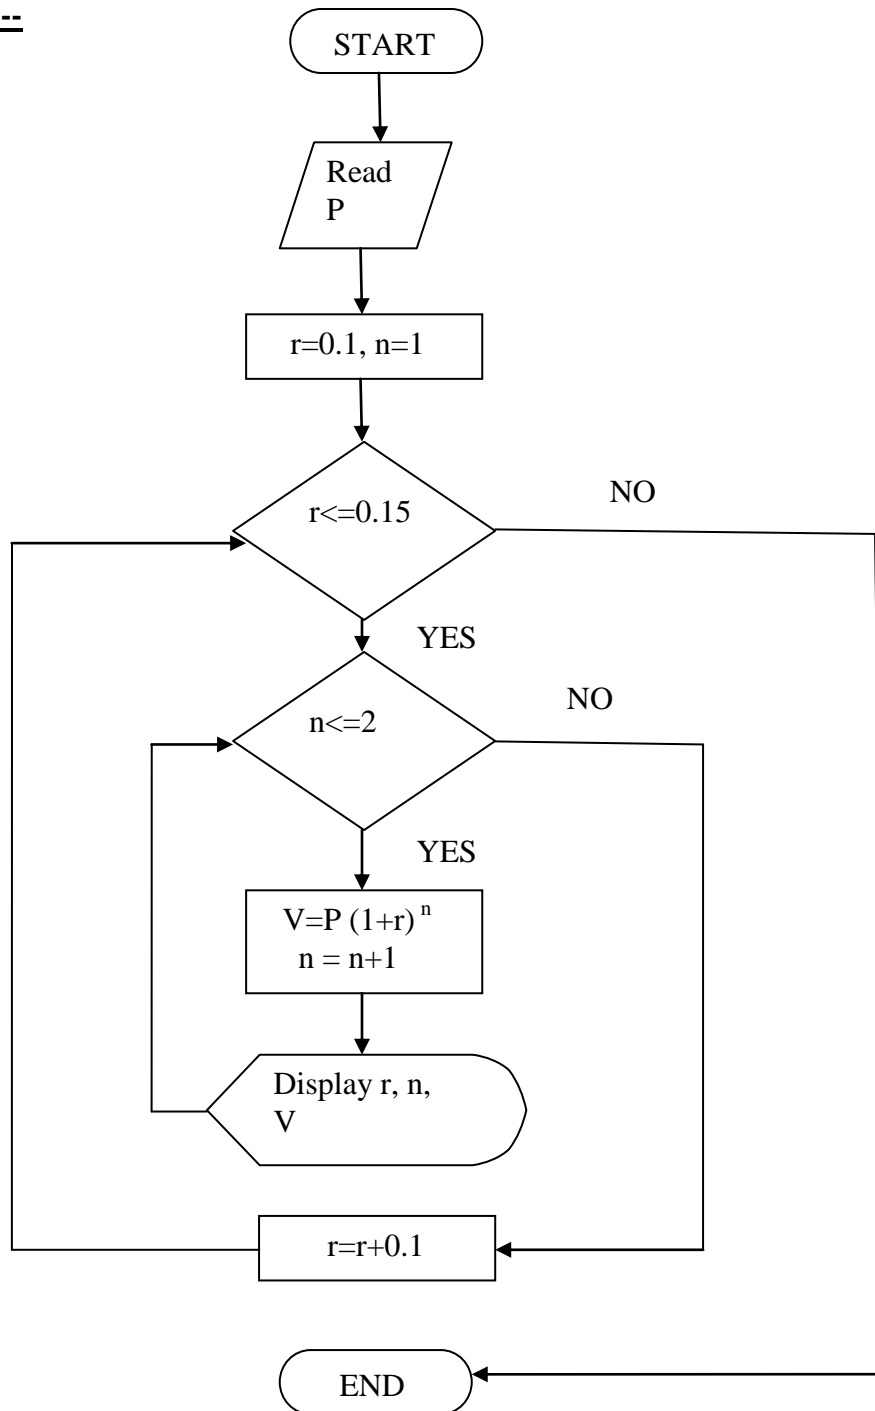 --
START
Read
P
r=0.1, n=1
r<=0.15
NO
YES
n<=2
NO
YES
V=P (1+r) ⁿ
n = n+1
Display r, n,
V
r=r+0.1
END